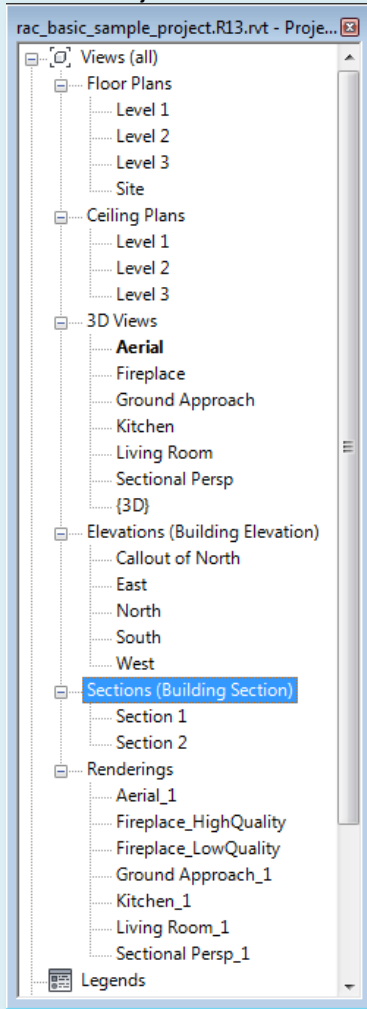 rac_basic_sample_project.R13.rvt - Proje...
Views (all)
Floor Plans
Level 1
Level 2
Level 3
Site
Ceiling Plans
Level 1
Level 2
Level 3
3D Views
Aerial
Fireplace
Ground Approach
Kitchen
Living Room
Sectional Persp
{3D}
Elevations (Building Elevation)
Callout of North
East
North
South
West
Sections (Building Section)
Section 1
Section 2
Renderings
Aerial_1
Fireplace_HighQuality
Fireplace_LowQuality
Ground Approach_1
Kitchen_1
Living Room_1
Sectional Persp_1
Legends